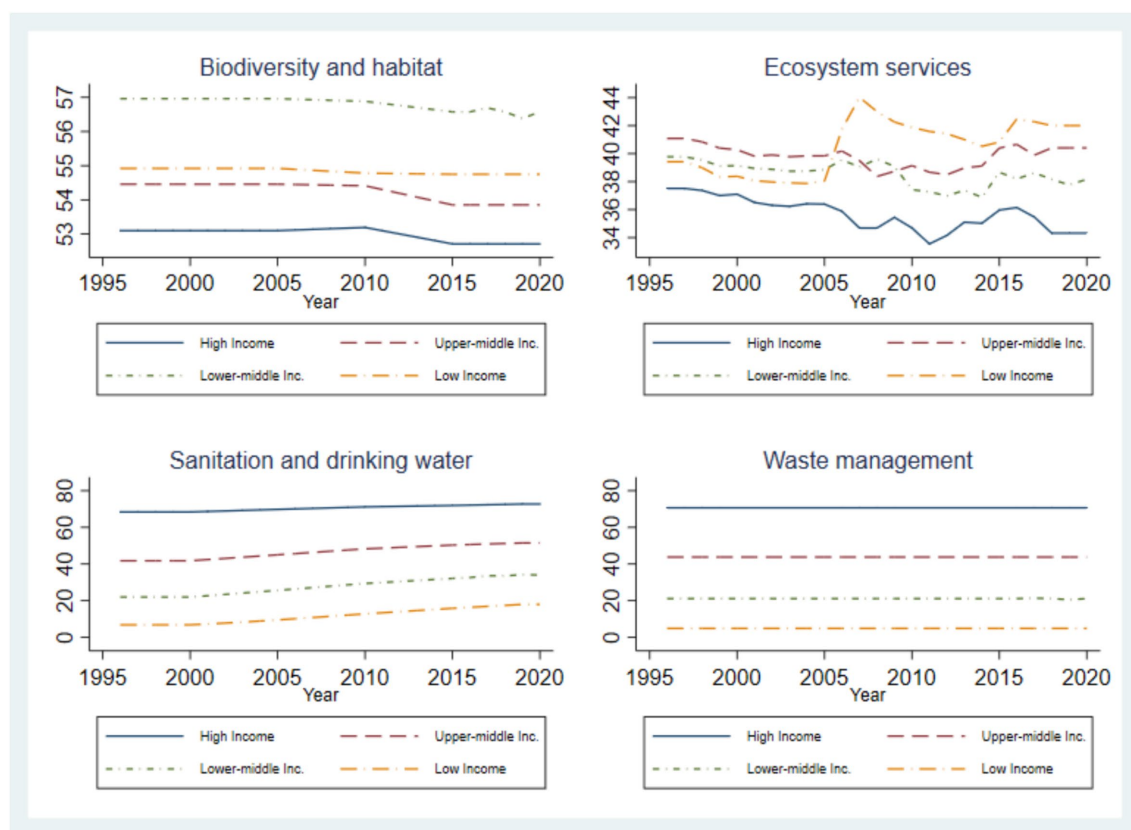 Biodiversity and habitat
57
56
55
54
53
1995 2000 2005 2010 2015 2020
Year
High Income Upper-middle Inc.
Lower-middle Inc. Low Income
Ecosystem services
44
42
40
38
36
34
1995 2000 2005 2010 2015 2020
Year
High Income Upper-middle Inc.
Lower-middle Inc. Low Income
Sanitation and drinking water
80
60
40
20
0
1995 2000 2005 2010 2015 2020
Year
High Income Upper-middle Inc.
Lower-middle Inc. Low Income
Waste management
80
60
40
20
0
1995 2000 2005 2010 2015 2020
Year
High Income Upper-middle Inc.
Lower-middle Inc. Low Income